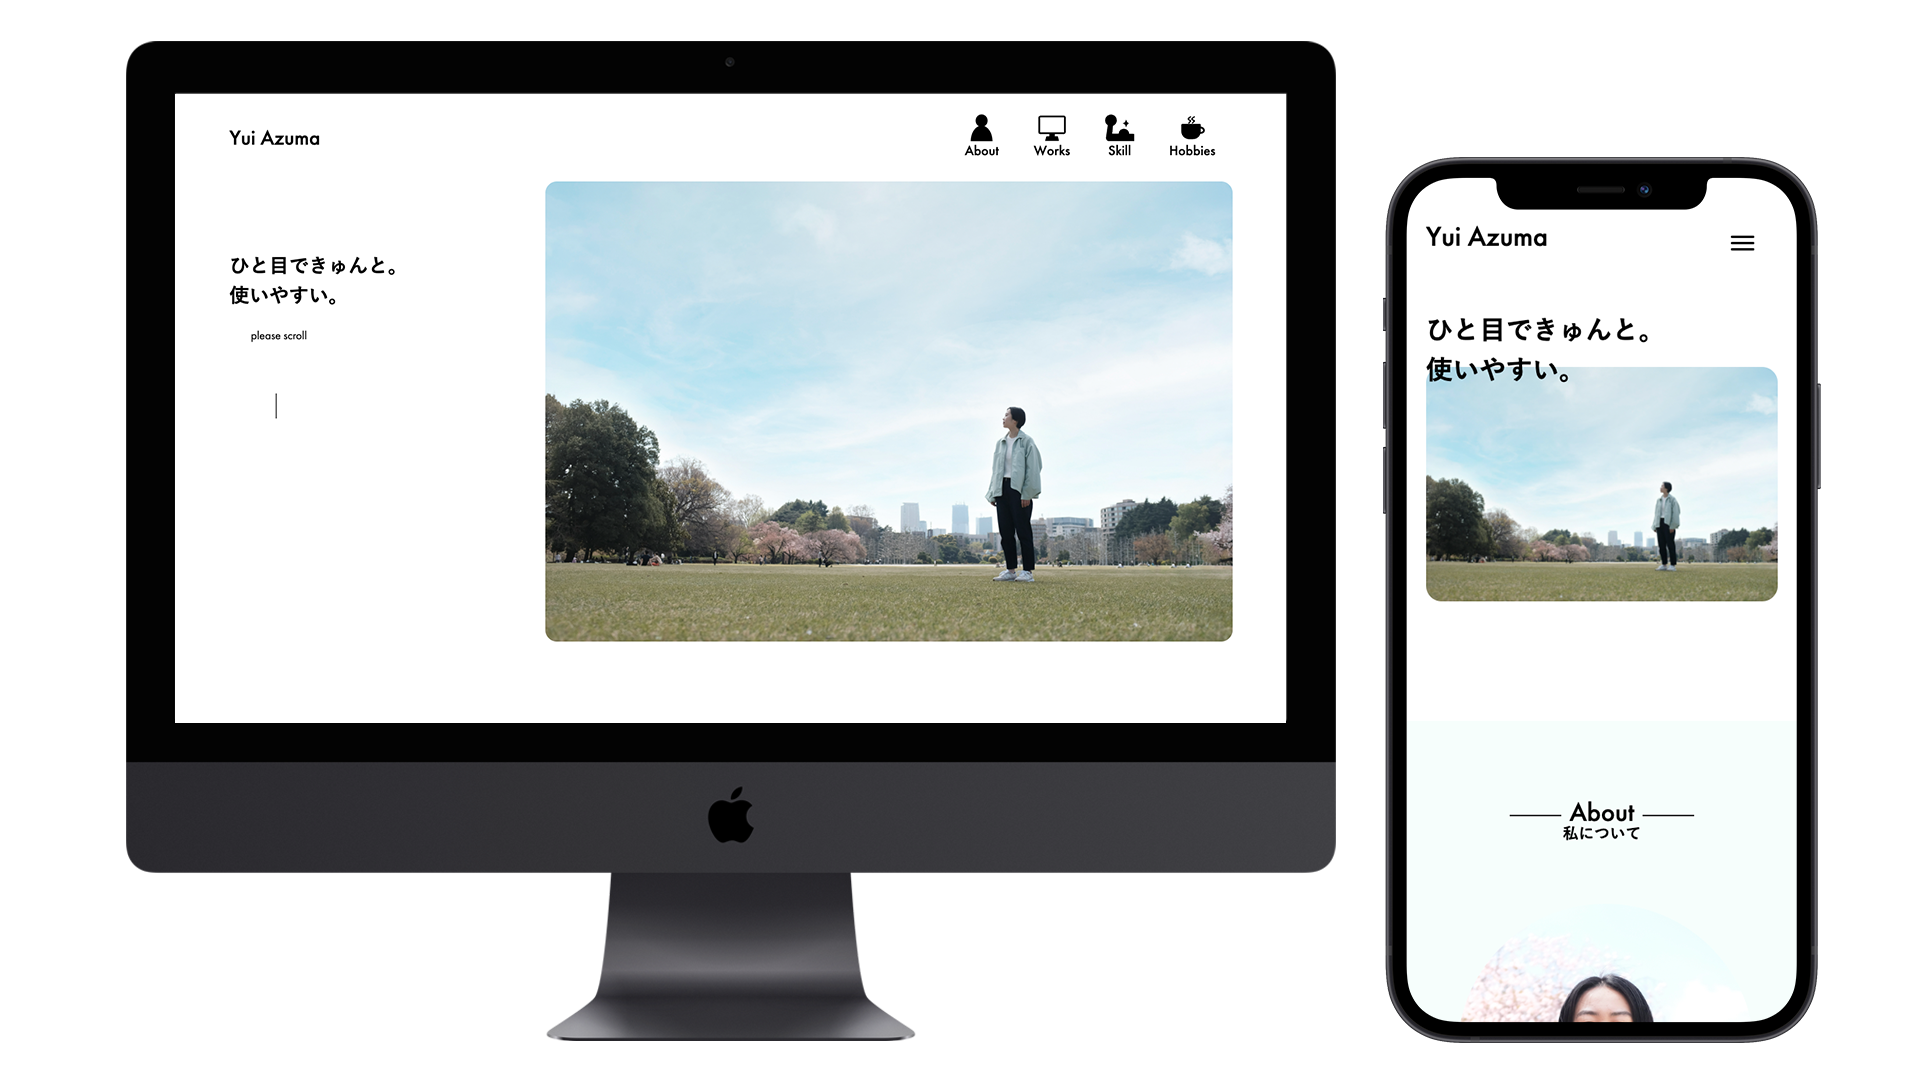 Yui Azuma
About
Works
Skill
Hobbies
ひと目できゅんと。
使いやすい。
please scroll
Yui Azuma
ひと目できゅんと。
使いやすい。
About
私について